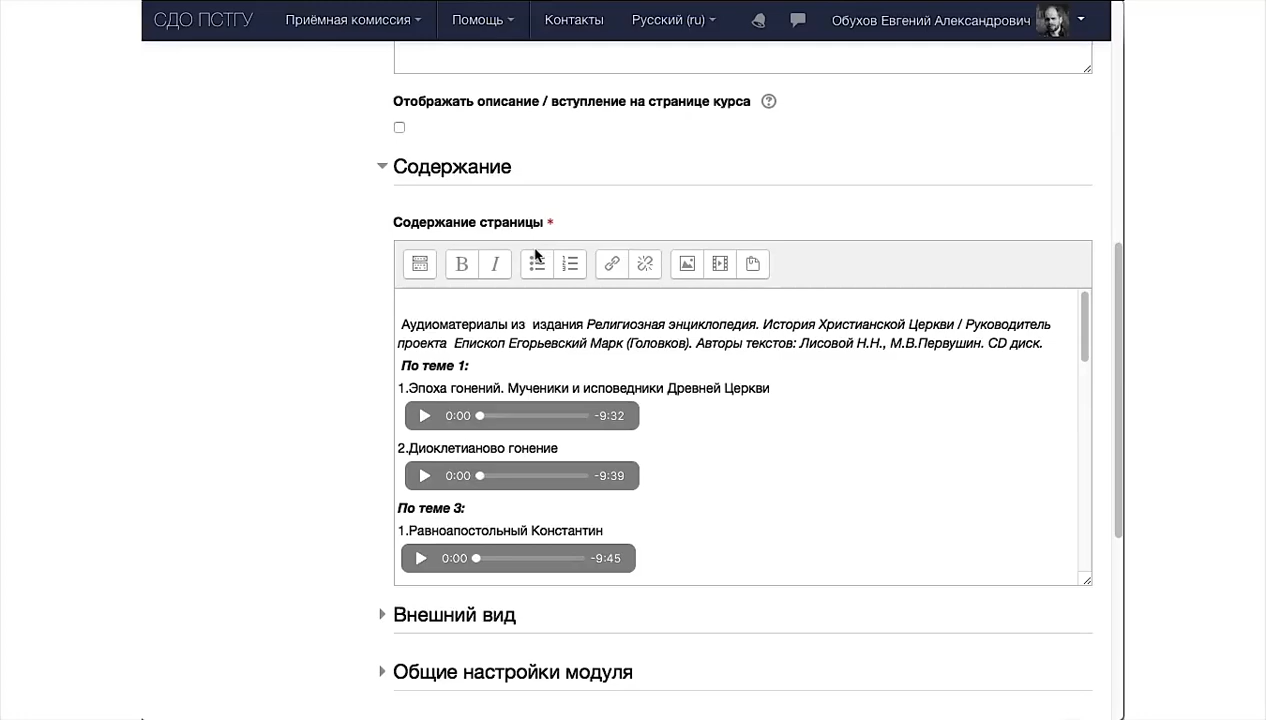 СДО ПСТГУ Приёмная комиссия Помощь Контакты Русский (ru) Обухов Евгений Александрович
Отображать описание / вступление на странице курса ?
Содержание
Содержание страницы *
B I
Аудиоматериалы из издания Религиозная энциклопедия. История Христианской Церкви / Руководитель
проекта Епископ Егорьевский Марк (Головков). Авторы текстов: Лисовой Н.Н., М.В.Первушин. CD диск.
По теме 1:
1.Эпоха гонений. Мученики и исповедники Древней Церкви
0:00 -9:32
2.Диоклетианово гонение
0:00 -9:39
По теме 3:
1.Равноапостольный Константин
0:00 -9:45
Внешний вид
Общие настройки модуля